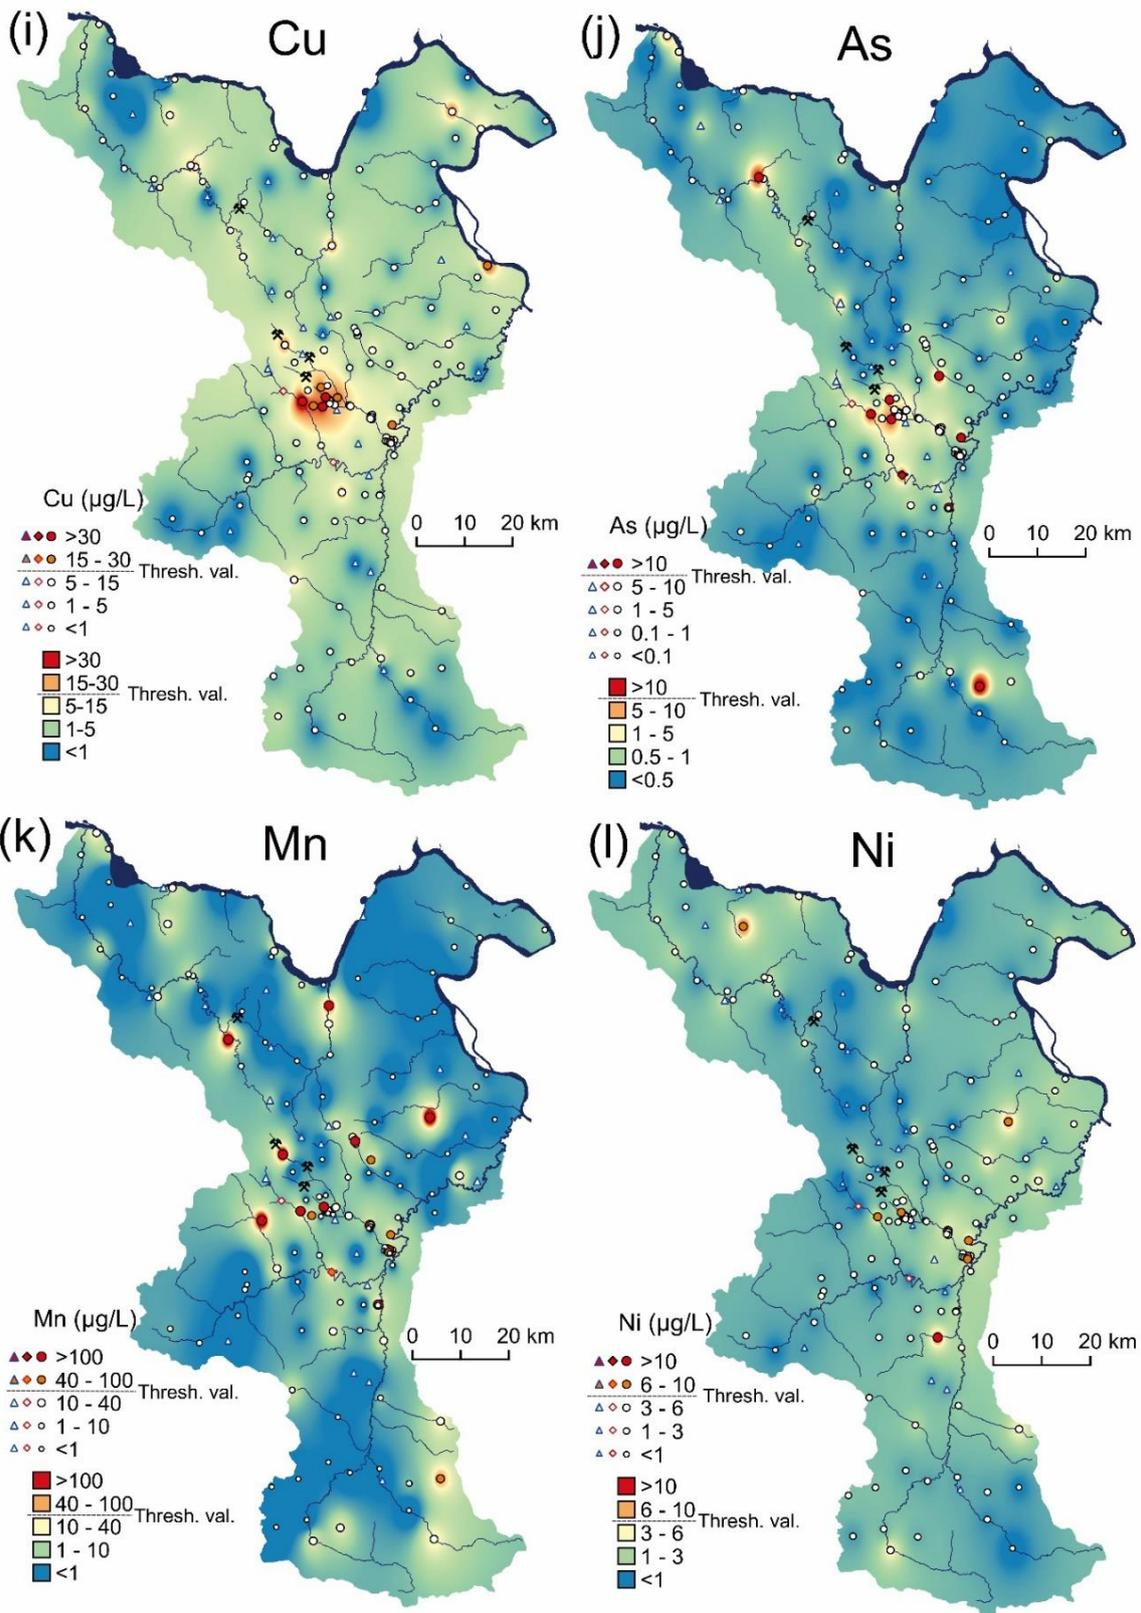 (i) Cu
Cu (µg/L)
>30
15 - 30
Thresh. val.
5 - 15
1 - 5
<1
>30
15-30
Thresh. val.
5-15
1-5
<1
0 10 20 km
(j) As
As (µg/L)
>10
Thresh. val.
5 - 10
1 - 5
0.1 - 1
<0.1
>10
Thresh. val.
5 - 10
1 - 5
0.5 - 1
<0.5
0 10 20 km
(k) Mn
Mn (µg/L)
>100
40 - 100
Thresh. val.
10 - 40
1 - 10
<1
>100
40 - 100
Thresh. val.
10 - 40
1 - 10
<1
0 10 20 km
(l) Ni
Ni (µg/L)
>10
6 - 10
Thresh. val.
3 - 6
1 - 3
<1
>10
6 - 10
Thresh. val.
3 - 6
1 - 3
<1
0 10 20 km